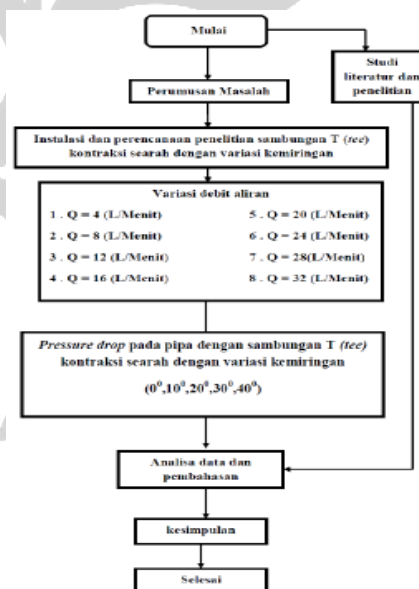 Mulai
Studi
literatur dan
penelitian
Perumusan Masalah
Instalasi dan perencanaan penelitian sambungan T (tee)
kontraksi searah dengan variasi kemiringan
Variasi debit aliran
1 . Q = 4 (L/Menit)
2 . Q = 8 (L/Menit)
3 . Q = 12 (L/Menit)
4 . Q = 16 (L/Menit)
5 . Q = 20 (L/Menit)
6 . Q = 24 (L/Menit)
7 . Q = 28(L/Menit)
8 . Q = 32 (L/Menit)
Pressure drop pada pipa dengan sambungan T (tee)
kontraksi searah dengan variasi kemiringan
(0⁰,10⁰,20⁰,30⁰,40⁰)
Analisa data dan
pembahasan
kesimpulan
Selesai